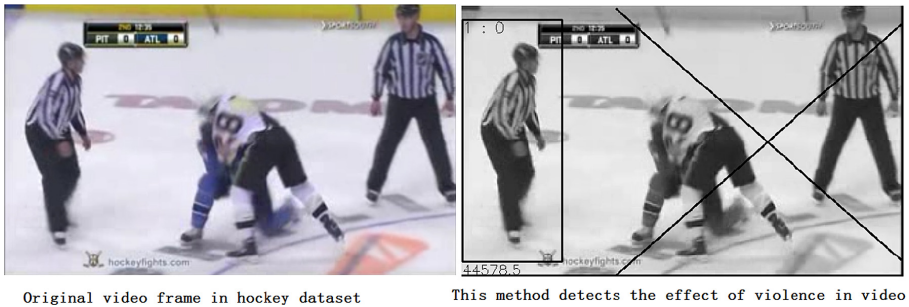 2ND 12:35
PIT 0 ATL 0
SPORTSOUTH
hockeyfights.com
1 : 0
2ND 12:35
PIT 0 ATL 0
hockeyfights.com
44578.5
Original video frame in hockey dataset
This method detects the effect of violence in video